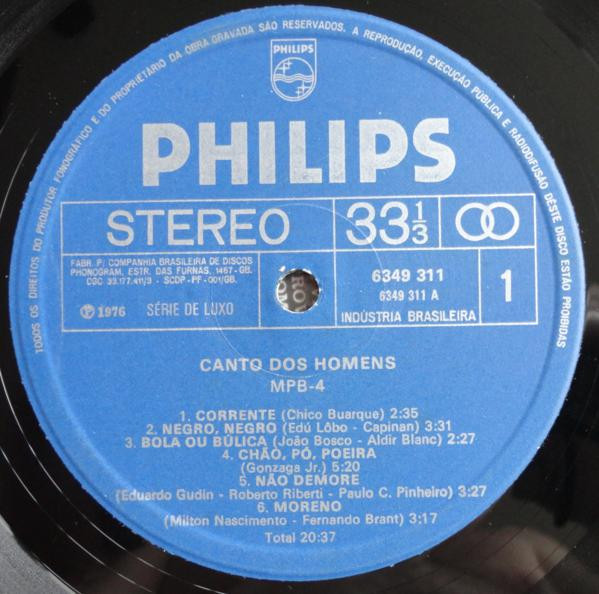 TODOS OS DIREITOS DO PRODUTOR FONOGRÁFICO E DO PROPRIETÁRIO DA OBRA GRAVADA SÃO RESERVADOS. A REPRODUÇÃO, EXECUÇÃO PÚBLICA E RADIODIFUSÃO DÊSTE DISCO ESTÃO PROIBIDAS
PHILIPS
PHILIPS
STEREO 33 1/3
FABR. P/ COMPANHIA BRASILEIRA DE DISCOS
PHONOGRAM, ESTR. DAS FURNAS, 1467-GB.
CGC 33.177.411/3 - SCDP-PF-001/GB.
℗ 1976 SÉRIE DE LUXO
6349 311
6349 311 A
INDÚSTRIA BRASILEIRA
1
CANTO DOS HOMENS
MPB-4
1. CORRENTE (Chico Buarque) 2:35
2. NEGRO, NEGRO (Edú Lôbo - Capinan) 3:31
3. BOLA OU BÚLICA (João Bosco - Aldir Blanc) 2:27
4. CHÃO, PÓ, POEIRA
(Gonzaga Jr.) 5:20
5. NÃO DEMORE
(Eduardo Gudin - Roberto Riberti - Paulo C. Pinheiro) 3:27
6. MORENO
(Milton Nascimento - Fernando Brant) 3:17
Total 20:37